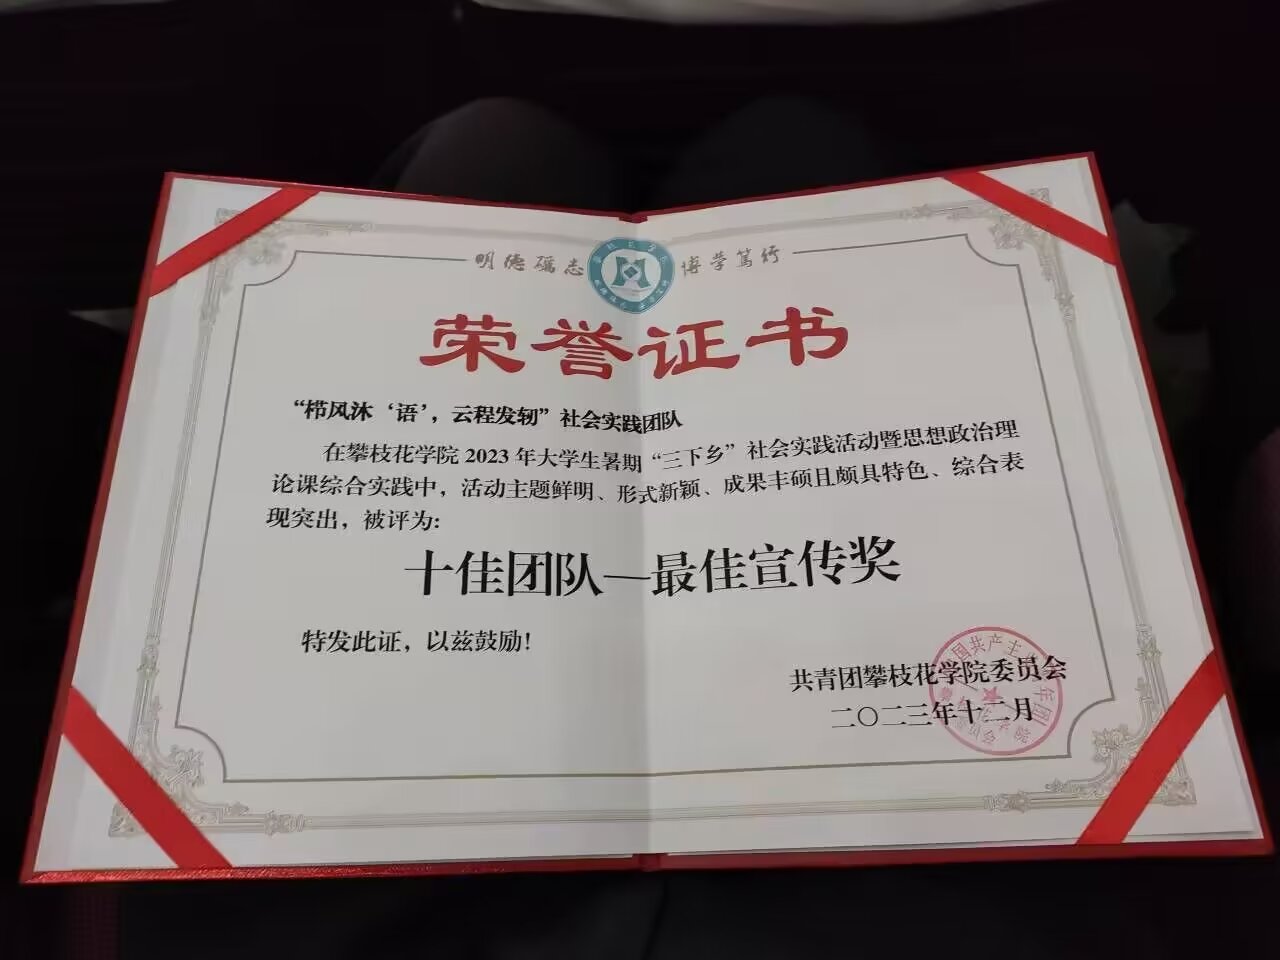 明德砺志 博学笃行
荣誉证书
“栉风沐‘语’，云程发轫”社会实践团队
在攀枝花学院2023年大学生暑期“三下乡”社会实践活动暨思想政治理
论课综合实践中，活动主题鲜明、形式新颖、成果丰硕且颇具特色、综合表
现突出，被评为：
十佳团队—最佳宣传奖
特发此证，以兹鼓励！
共青团攀枝花学院委员会
二〇二三年十二月